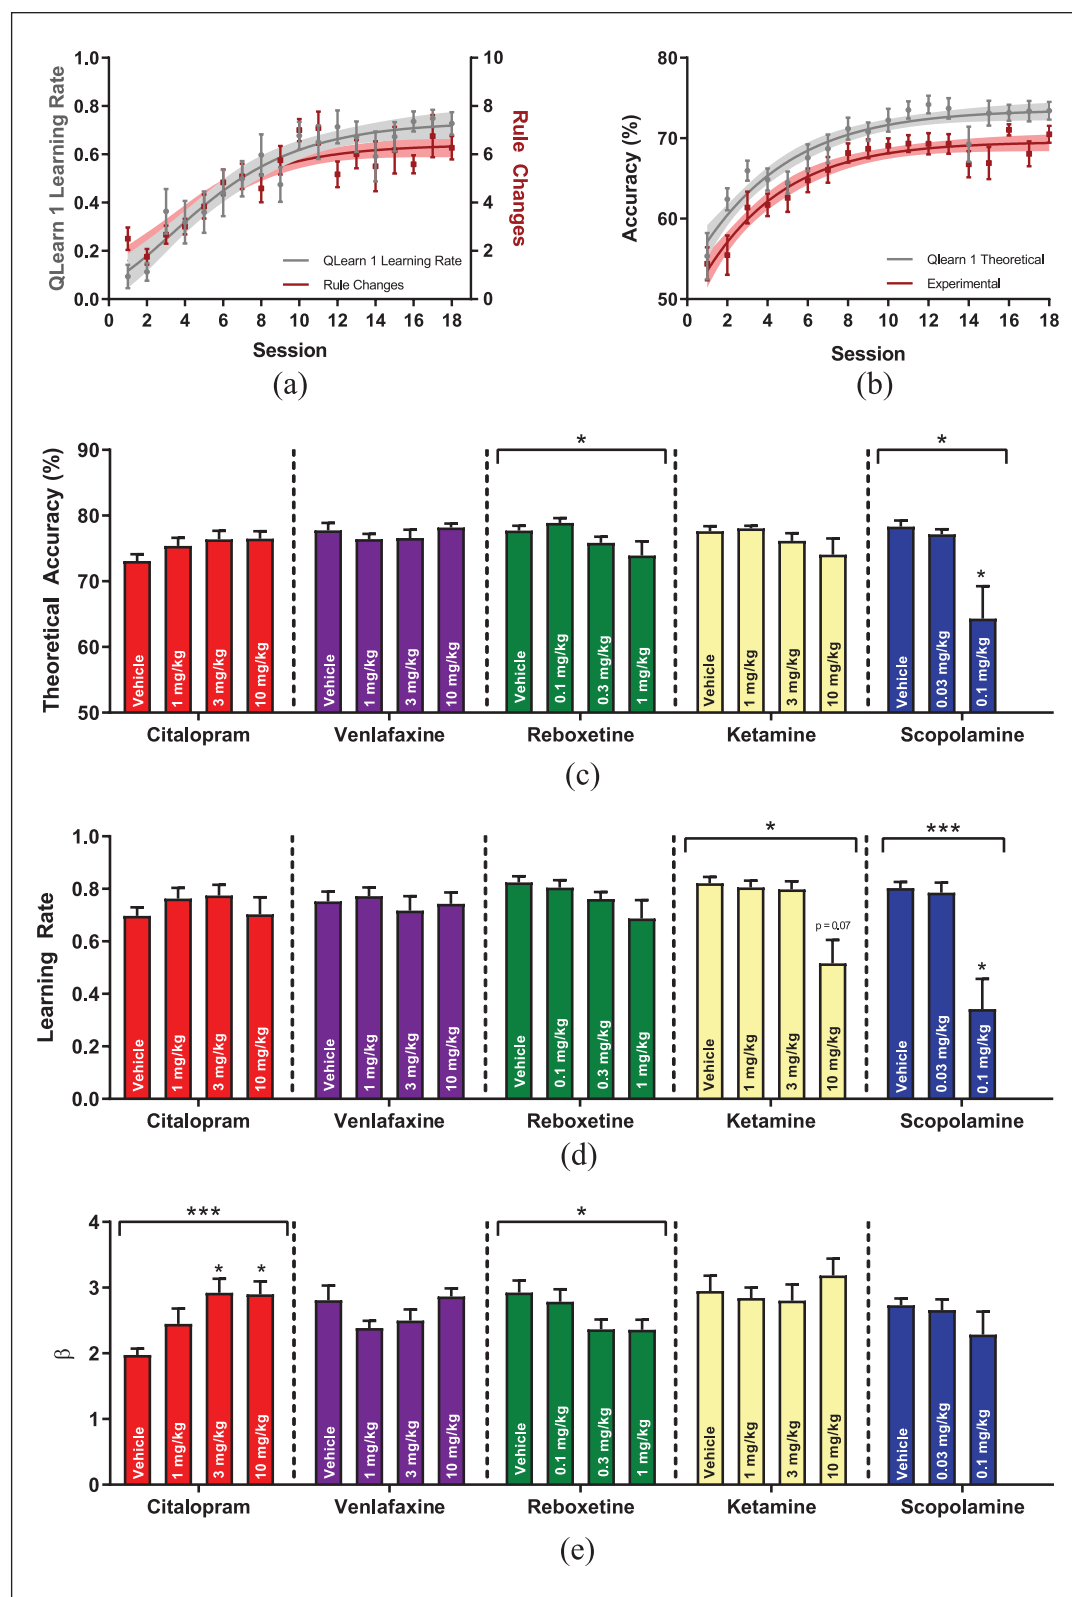 QLearn 1 Learning Rate
1.0
0.8
0.6
0.4
0.2
0.0
10
8
6
4
2
0
Rule Changes
QLearn 1 Learning Rate
Rule Changes
0 2 4 6 8 10 12 14 16 18
Session
(a)
Accuracy (%)
80
70
60
50
Qlearn 1 Theoretical
Experimental
0 2 4 6 8 10 12 14 16 18
Session
(b)
Theoretical Accuracy (%)
90
80
70
60
50
* *
*
Vehicle 1 mg/kg 3 mg/kg 10 mg/kg Vehicle 1 mg/kg 3 mg/kg 10 mg/kg Vehicle 0.1 mg/kg 0.3 mg/kg 1 mg/kg Vehicle 1 mg/kg 3 mg/kg 10 mg/kg Vehicle 0.03 mg/kg 0.1 mg/kg
Citalopram Venlafaxine Reboxetine Ketamine Scopolamine
(c)
Learning Rate
1.0
0.8
0.6
0.4
0.2
0.0
* ***
p = 0.07
*
Vehicle 1 mg/kg 3 mg/kg 10 mg/kg Vehicle 1 mg/kg 3 mg/kg 10 mg/kg Vehicle 0.1 mg/kg 0.3 mg/kg 1 mg/kg Vehicle 1 mg/kg 3 mg/kg 10 mg/kg Vehicle 0.03 mg/kg 0.1 mg/kg
Citalopram Venlafaxine Reboxetine Ketamine Scopolamine
(d)
β
4
3
2
1
0
*** *
* *
Vehicle 1 mg/kg 3 mg/kg 10 mg/kg Vehicle 1 mg/kg 3 mg/kg 10 mg/kg Vehicle 0.1 mg/kg 0.3 mg/kg 1 mg/kg Vehicle 1 mg/kg 3 mg/kg 10 mg/kg Vehicle 0.03 mg/kg 0.1 mg/kg
Citalopram Venlafaxine Reboxetine Ketamine Scopolamine
(e)